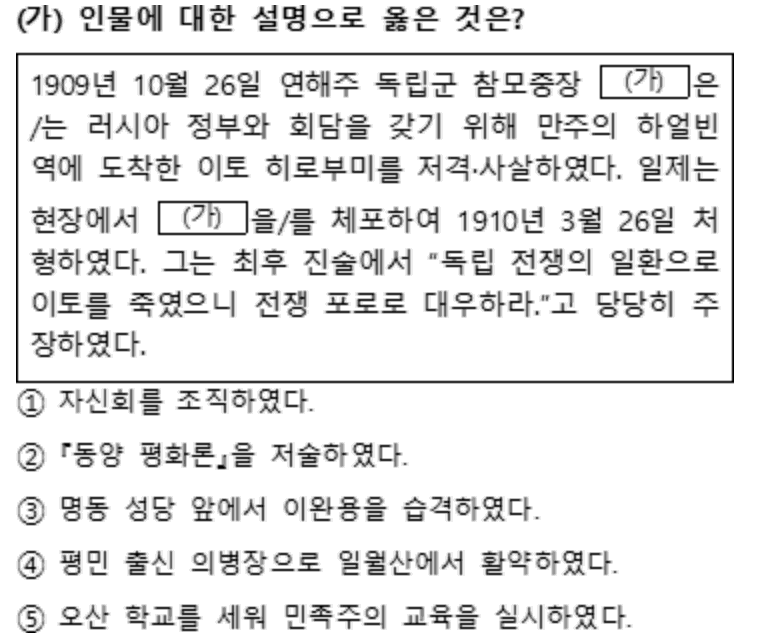 (가) 인물에 대한 설명으로 옳은 것은?
1909년 10월 26일 연해주 독립군 참모중장 (가) 은
/는 러시아 정부와 회담을 갖기 위해 만주의 하얼빈
역에 도착한 이토 히로부미를 저격·사살하였다. 일제는
현장에서 (가) 을/를 체포하여 1910년 3월 26일 처
형하였다. 그는 최후 진술에서 “독립 전쟁의 일환으로
이토를 죽였으니 전쟁 포로로 대우하라.”고 당당히 주
장하였다.
① 자신회를 조직하였다.
② 『동양 평화론』을 저술하였다.
③ 명동 성당 앞에서 이완용을 습격하였다.
④ 평민 출신 의병장으로 일월산에서 활약하였다.
⑤ 오산 학교를 세워 민족주의 교육을 실시하였다.